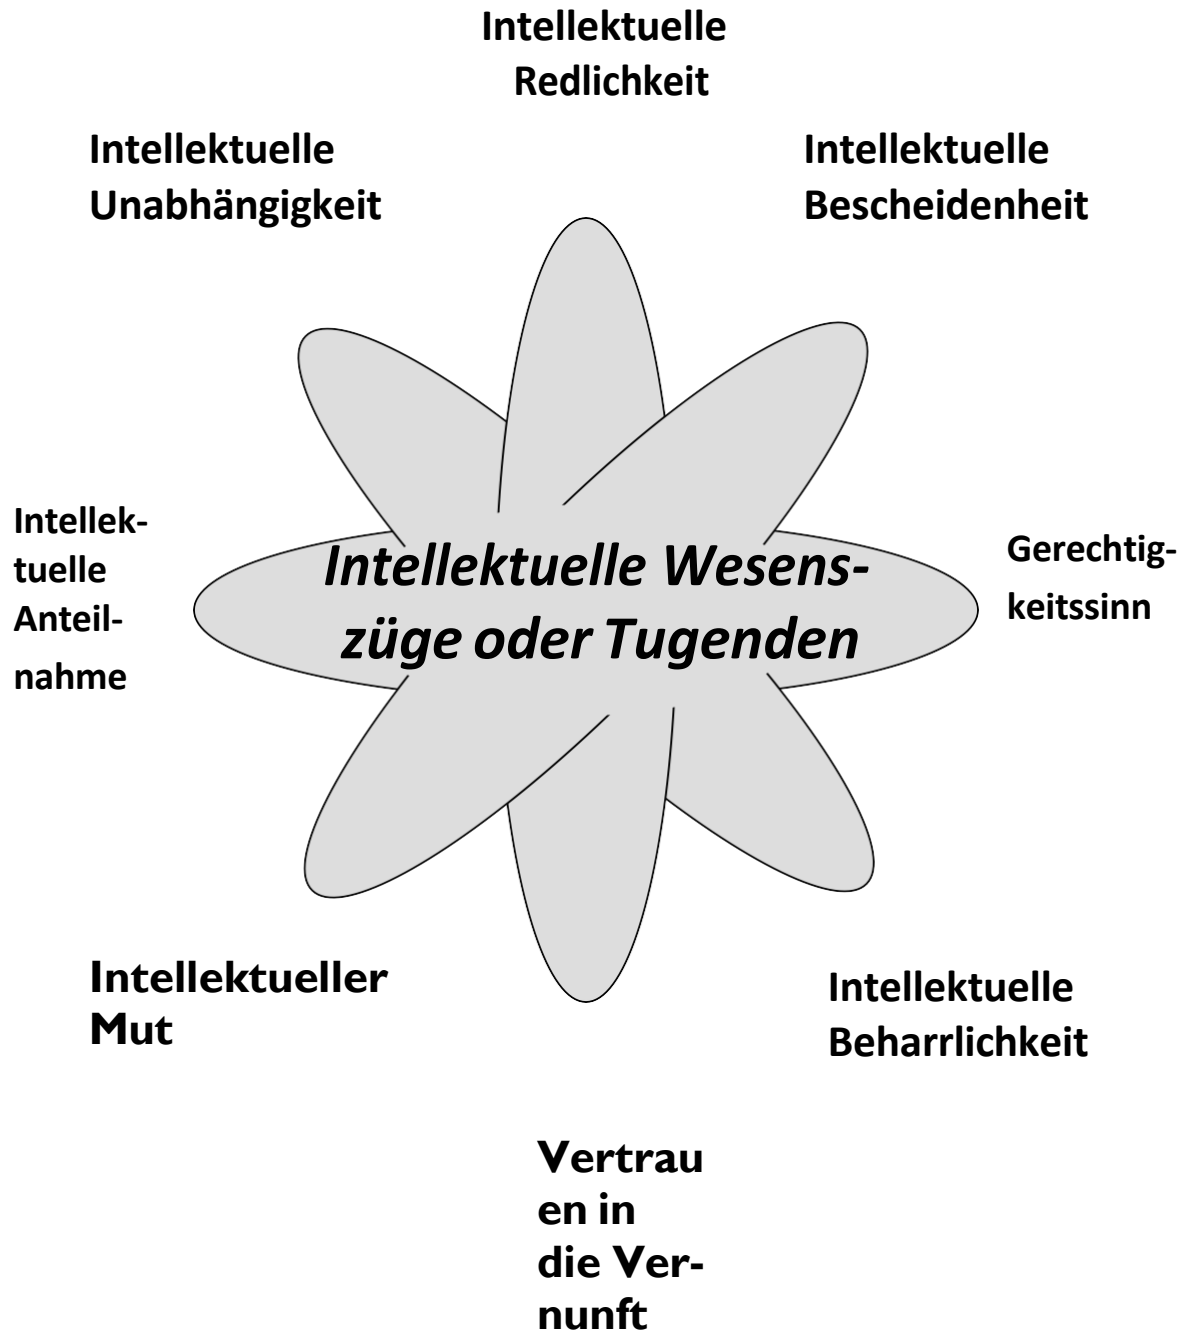 Intellektuelle
Redlichkeit
Intellektuelle
Unabhängigkeit
Intellektuelle
Bescheidenheit
Intellek-
tuelle
Anteil-
nahme
Intellektuelle Wesens-
züge oder Tugenden
Gerechtig-
keitssinn
Intellektueller
Mut
Intellektuelle
Beharrlichkeit
Vertrau
en in
die Ver-
nunft